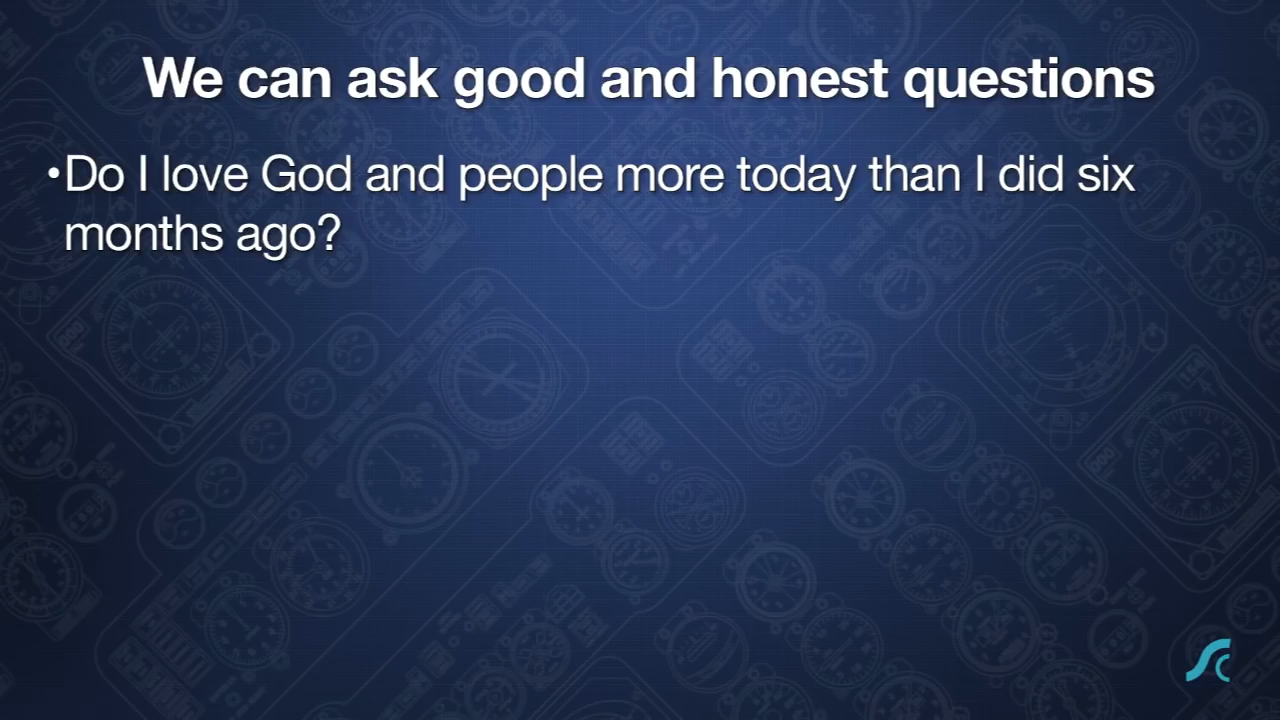 We can ask good and honest questions
•Do I love God and people more today than I did six
months ago?